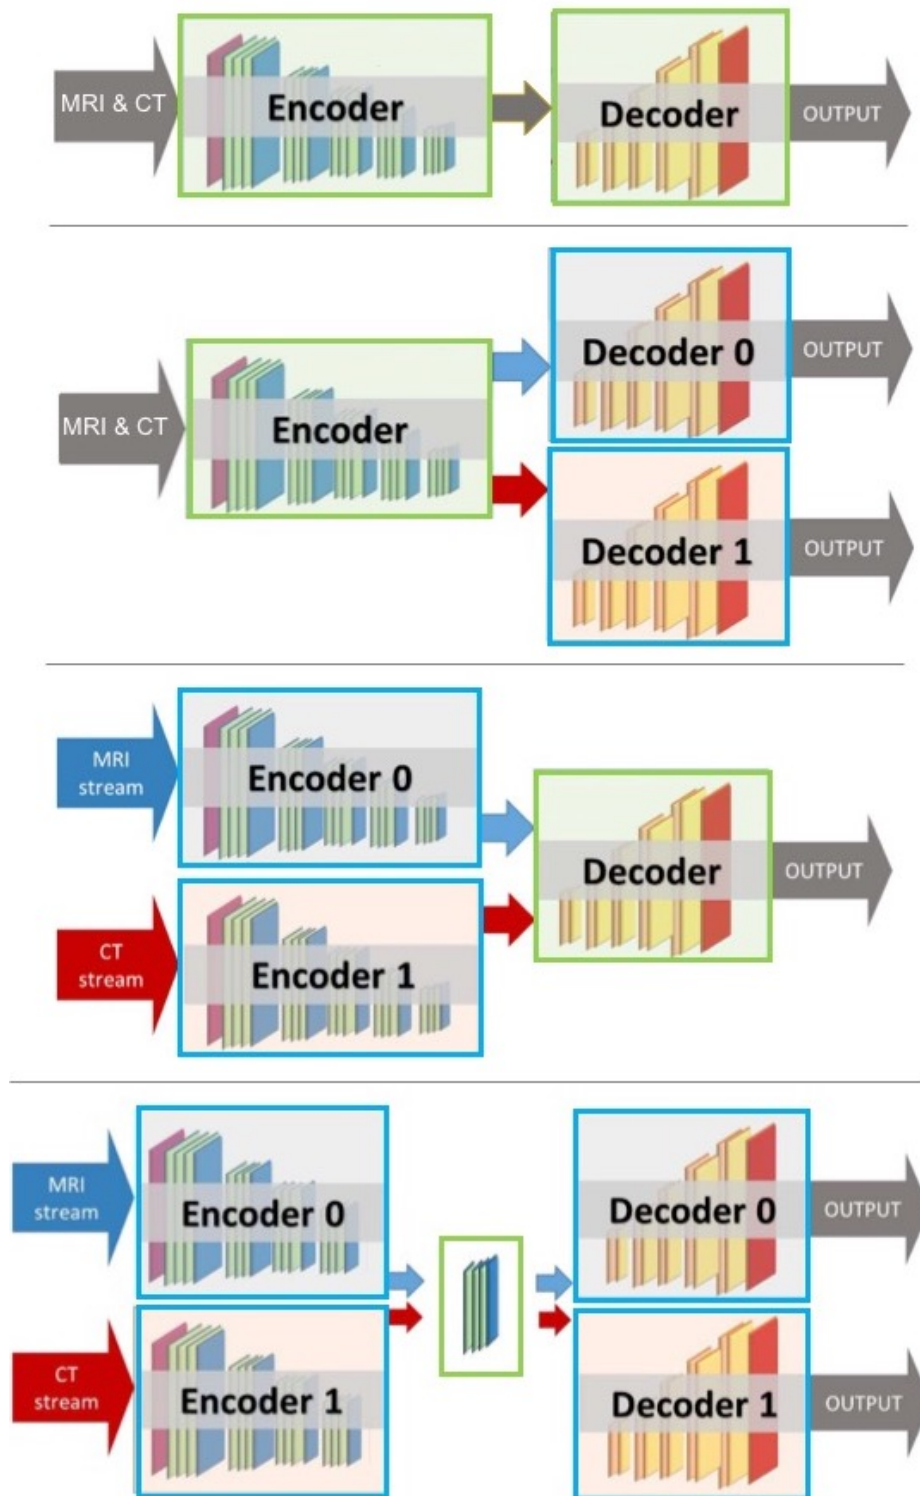 MRI & CT
Encoder
Decoder
OUTPUT
MRI & CT
Encoder
Decoder 0
OUTPUT
Decoder 1
OUTPUT
MRI
stream
Encoder 0
CT
stream
Encoder 1
Decoder
OUTPUT
MRI
stream
Encoder 0
Decoder 0
OUTPUT
CT
stream
Encoder 1
Decoder 1
OUTPUT